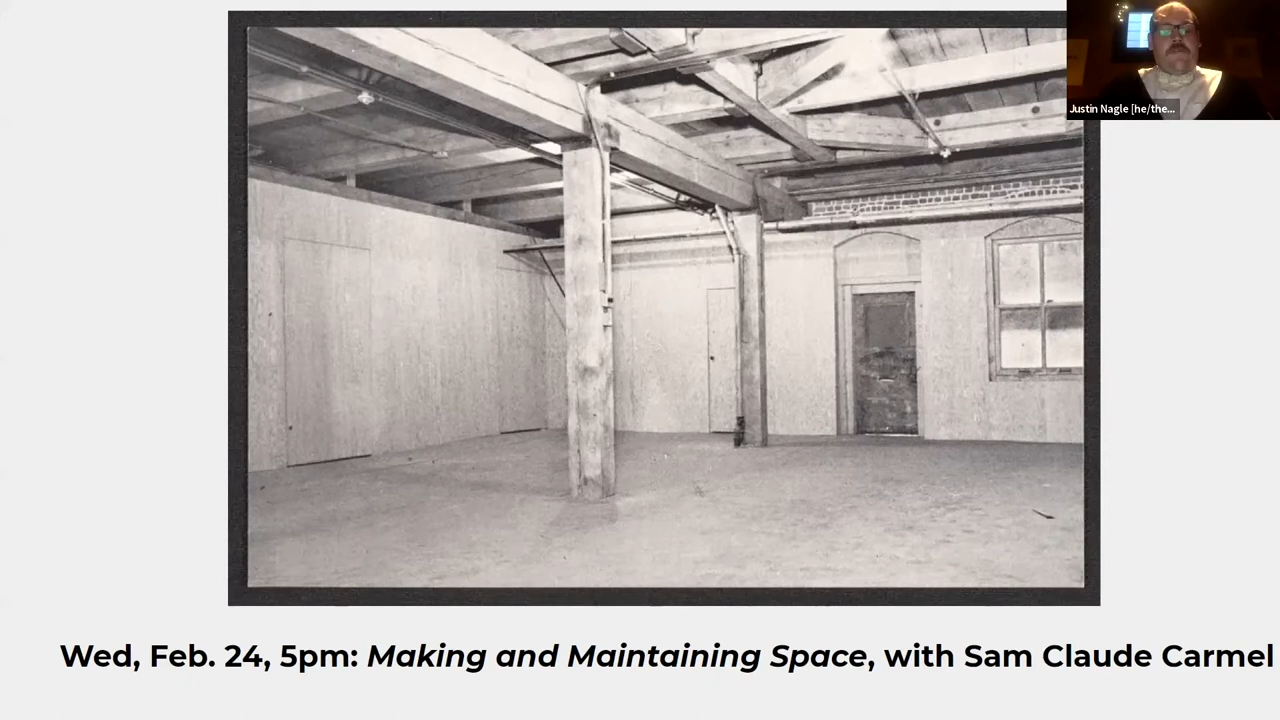 Justin Nagle [he/the...
Wed, Feb. 24, 5pm: Making and Maintaining Space, with Sam Claude Carmel